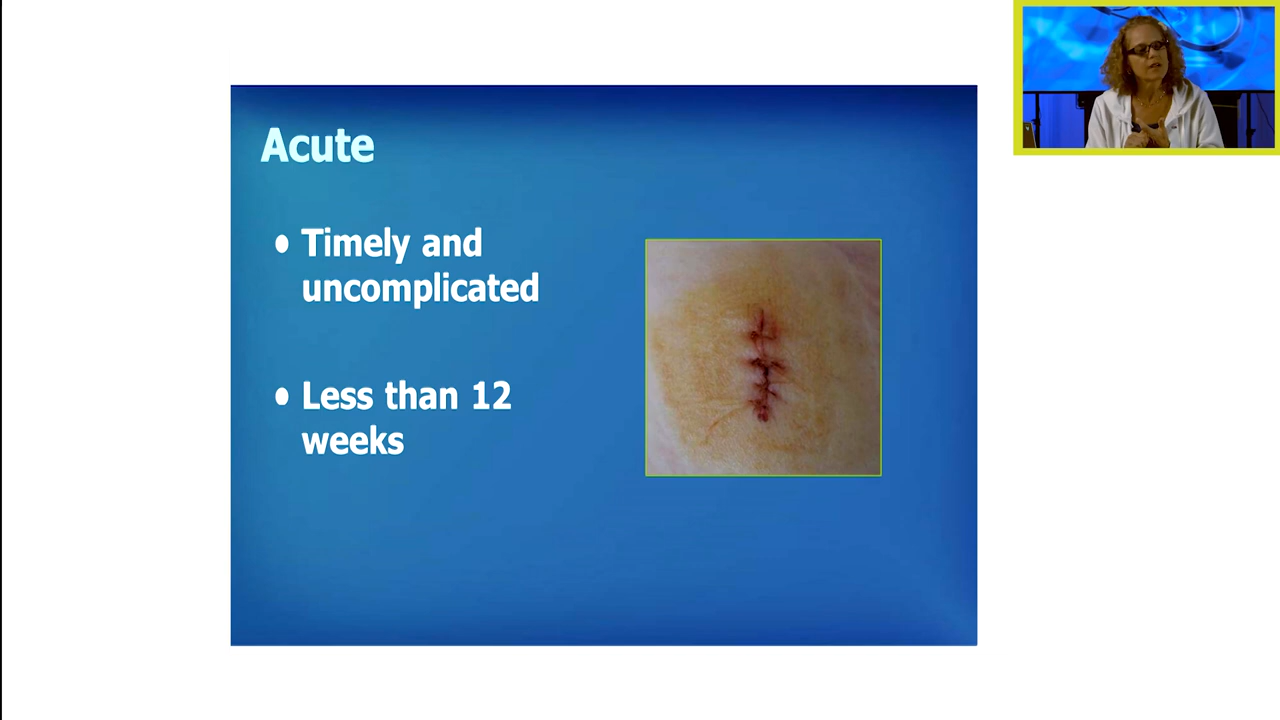 Acute
• Timely and
uncomplicated
• Less than 12
weeks